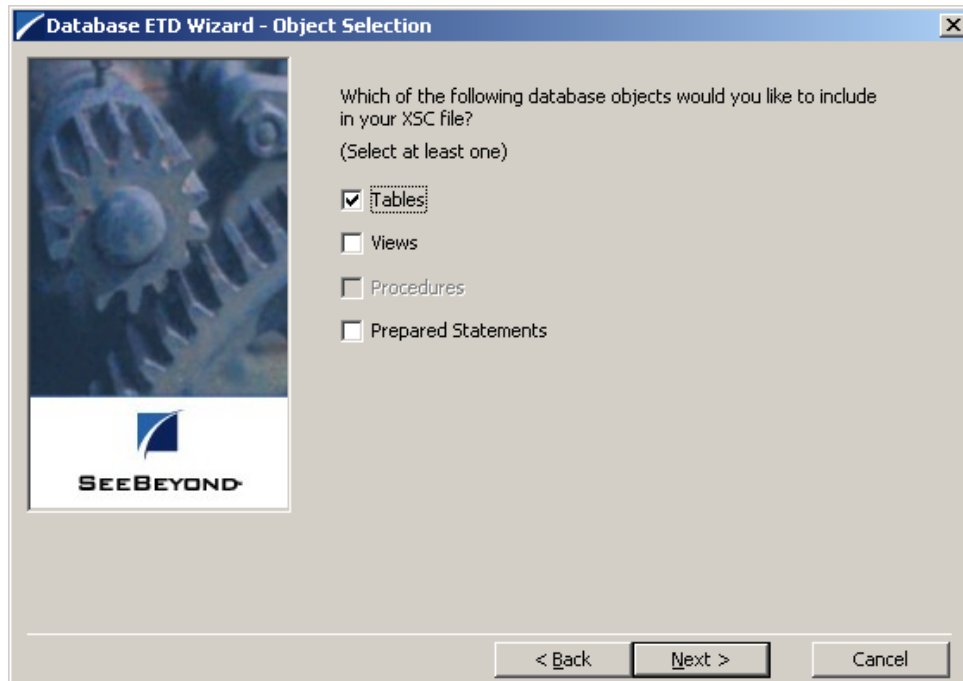 Database ETD Wizard - Object Selection
Which of the following database objects would you like to include
in your XSC file?
(Select at least one)
Tables
Views
Procedures
Prepared Statements
SEEBEYOND
< Back
Next >
Cancel